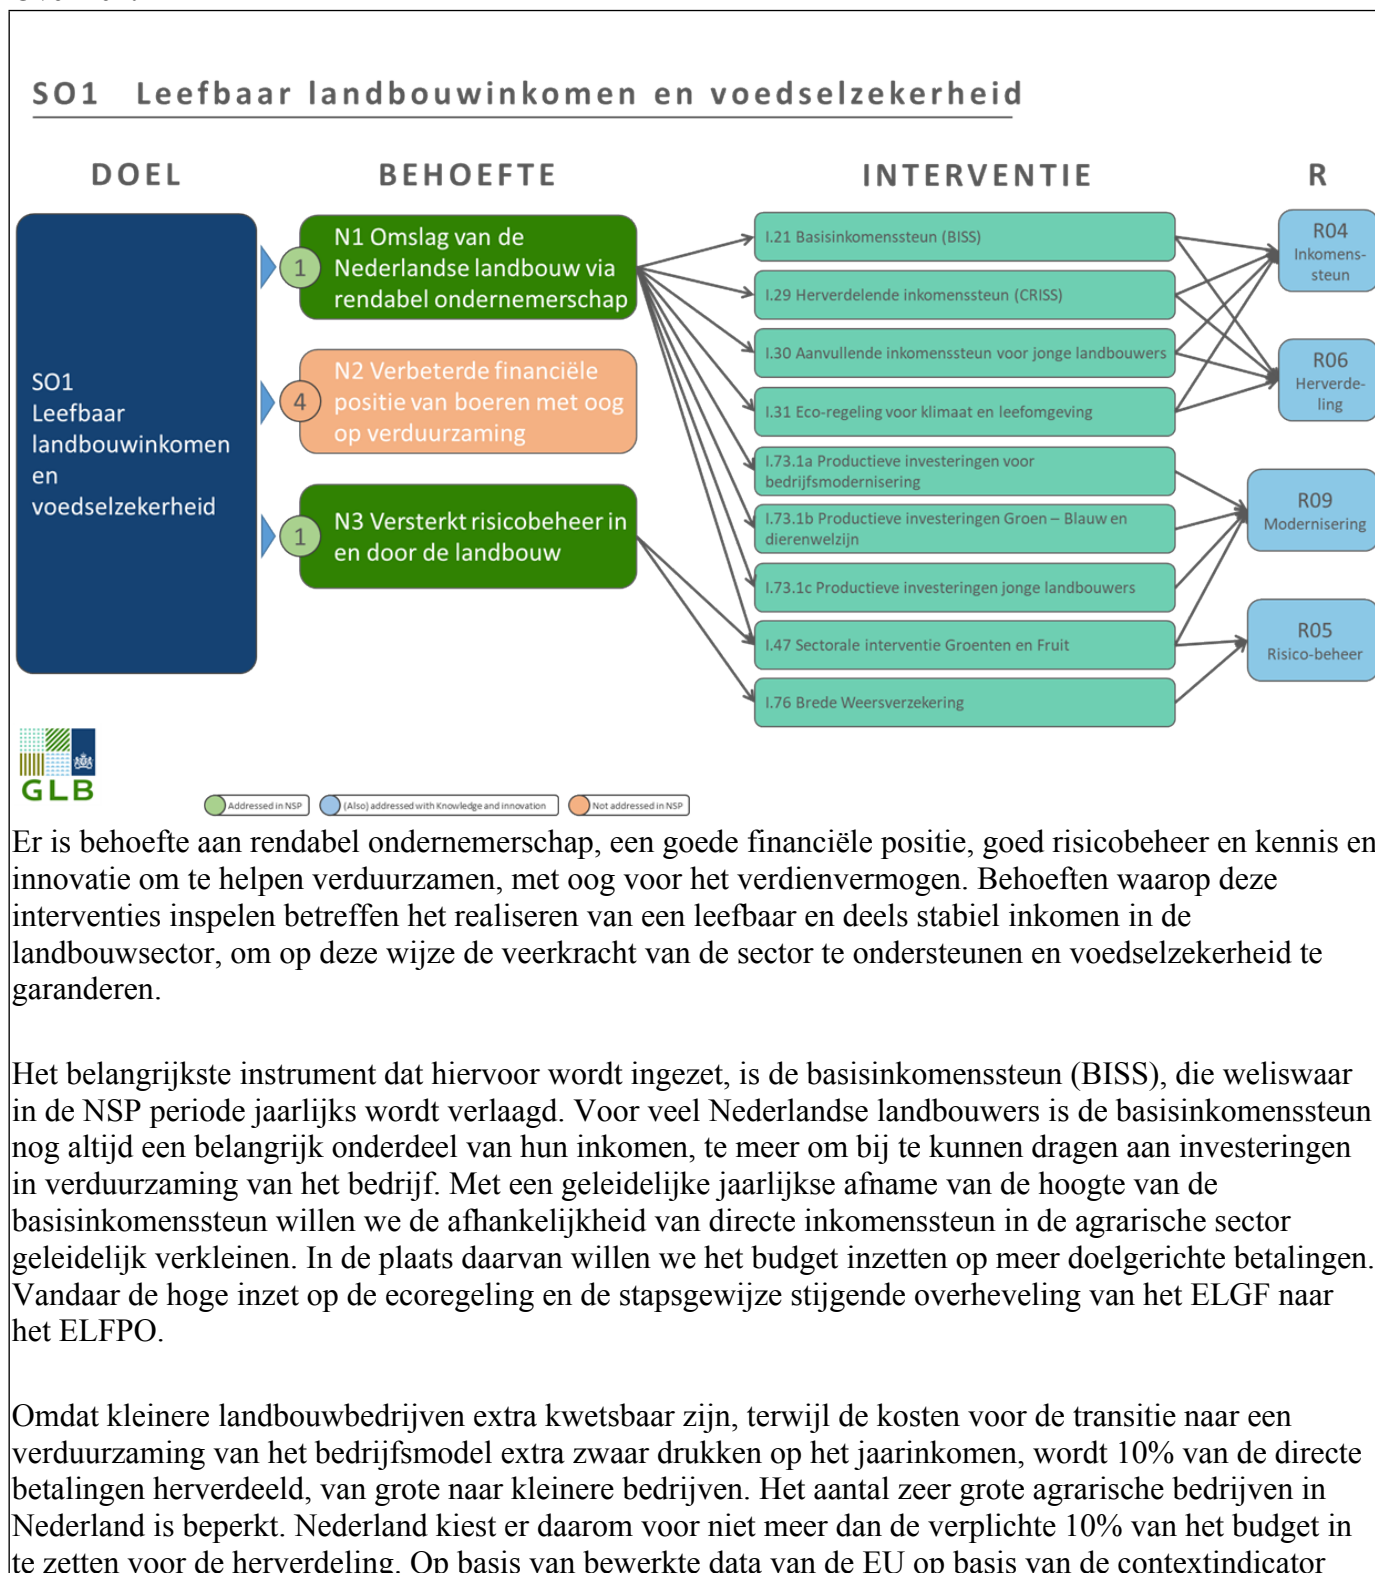 SO1 Leefbaar landbouwinkomen en voedselzekerheid
DOEL
BEHOEFTE
INTERVENTIE
R
SO1
Leefbaar
landbouwinkomen
en
voedselzekerheid
1
N1 Omslag van de
Nederlandse landbouw via
rendabel ondernemerschap
4
N2 Verbeterde financiële
positie van boeren met oog
op verduurzaming
1
N3 Versterkt risicobeheer in
en door de landbouw
I.21 Basisinkomenssteun (BISS)
I.29 Herverdelende inkomenssteun (CRISS)
I.30 Aanvullende inkomenssteun voor jonge landbouwers
I.31 Eco-regeling voor klimaat en leefomgeving
I.73.1a Productieve investeringen voor
bedrijfsmodernisering
I.73.1b Productieve investeringen Groen – Blauw en
dierenwelzijn
I.73.1c Productieve investeringen jonge landbouwers
I.47 Sectorale interventie Groenten en Fruit
I.76 Brede Weersverzekering
R04
Inkomens-
steun
R06
Herverde-
ling
R09
Modernisering
R05
Risico-beheer
GLB
Addressed in NSP
(Also) addressed with Knowledge and innovation
Not addressed in NSP
Er is behoefte aan rendabel ondernemerschap, een goede financiële positie, goed risicobeheer en kennis en
innovatie om te helpen verduurzamen, met oog voor het verdienvermogen. Behoeften waarop deze
interventies inspelen betreffen het realiseren van een leefbaar en deels stabiel inkomen in de
landbouwsector, om op deze wijze de veerkracht van de sector te ondersteunen en voedselzekerheid te
garanderen.
Het belangrijkste instrument dat hiervoor wordt ingezet, is de basisinkomenssteun (BISS), die weliswaar
in de NSP periode jaarlijks wordt verlaagd. Voor veel Nederlandse landbouwers is de basisinkomenssteun
nog altijd een belangrijk onderdeel van hun inkomen, te meer om bij te kunnen dragen aan investeringen
in verduurzaming van het bedrijf. Met een geleidelijke jaarlijkse afname van de hoogte van de
basisinkomenssteun willen we de afhankelijkheid van directe inkomenssteun in de agrarische sector
geleidelijk verkleinen. In de plaats daarvan willen we het budget inzetten op meer doelgerichte betalingen.
Vandaar de hoge inzet op de ecoregeling en de stapsgewijze stijgende overheveling van het ELGF naar
het ELFPO.
Omdat kleinere landbouwbedrijven extra kwetsbaar zijn, terwijl de kosten voor de transitie naar een
verduurzaming van het bedrijfsmodel extra zwaar drukken op het jaarinkomen, wordt 10% van de directe
betalingen herverdeeld, van grote naar kleinere bedrijven. Het aantal zeer grote agrarische bedrijven in
Nederland is beperkt. Nederland kiest er daarom voor niet meer dan de verplichte 10% van het budget in
te zetten voor de herverdeling. Op basis van bewerkte data van de EU op basis van de contextindicator